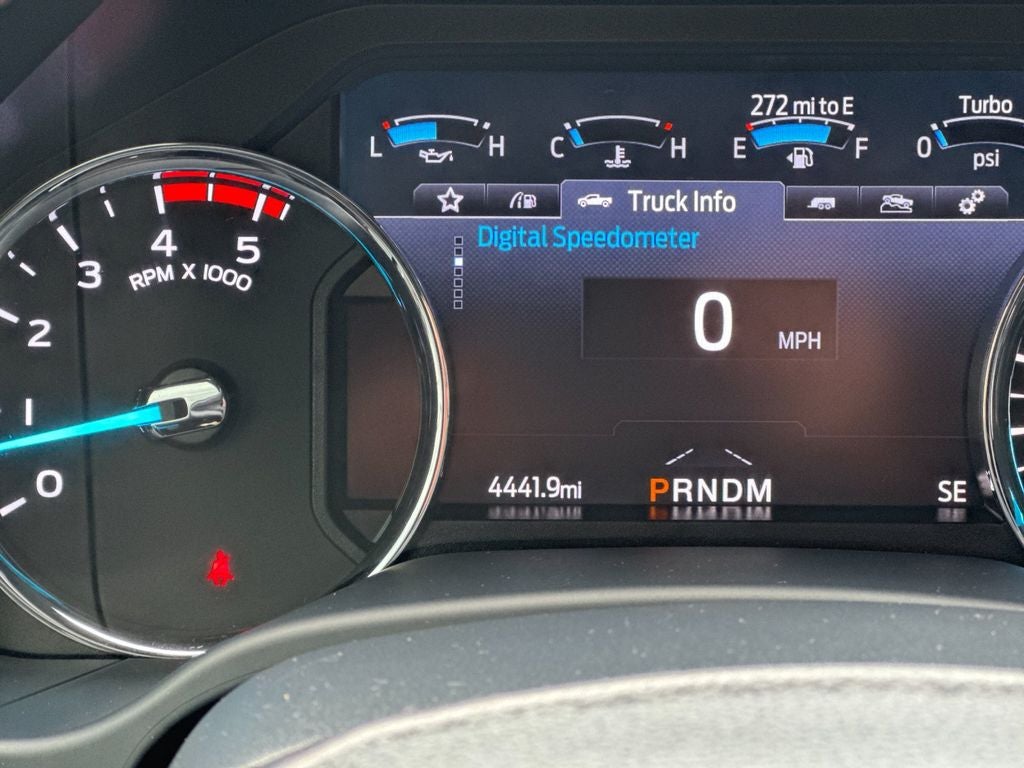 272 mi to E
Turbo
L H
C H
E F
0
psi
Truck Info
Digital Speedometer
0 MPH
4441.9mi
PRNDM
SE
0
1
2
3
4
5
RPM X 1000